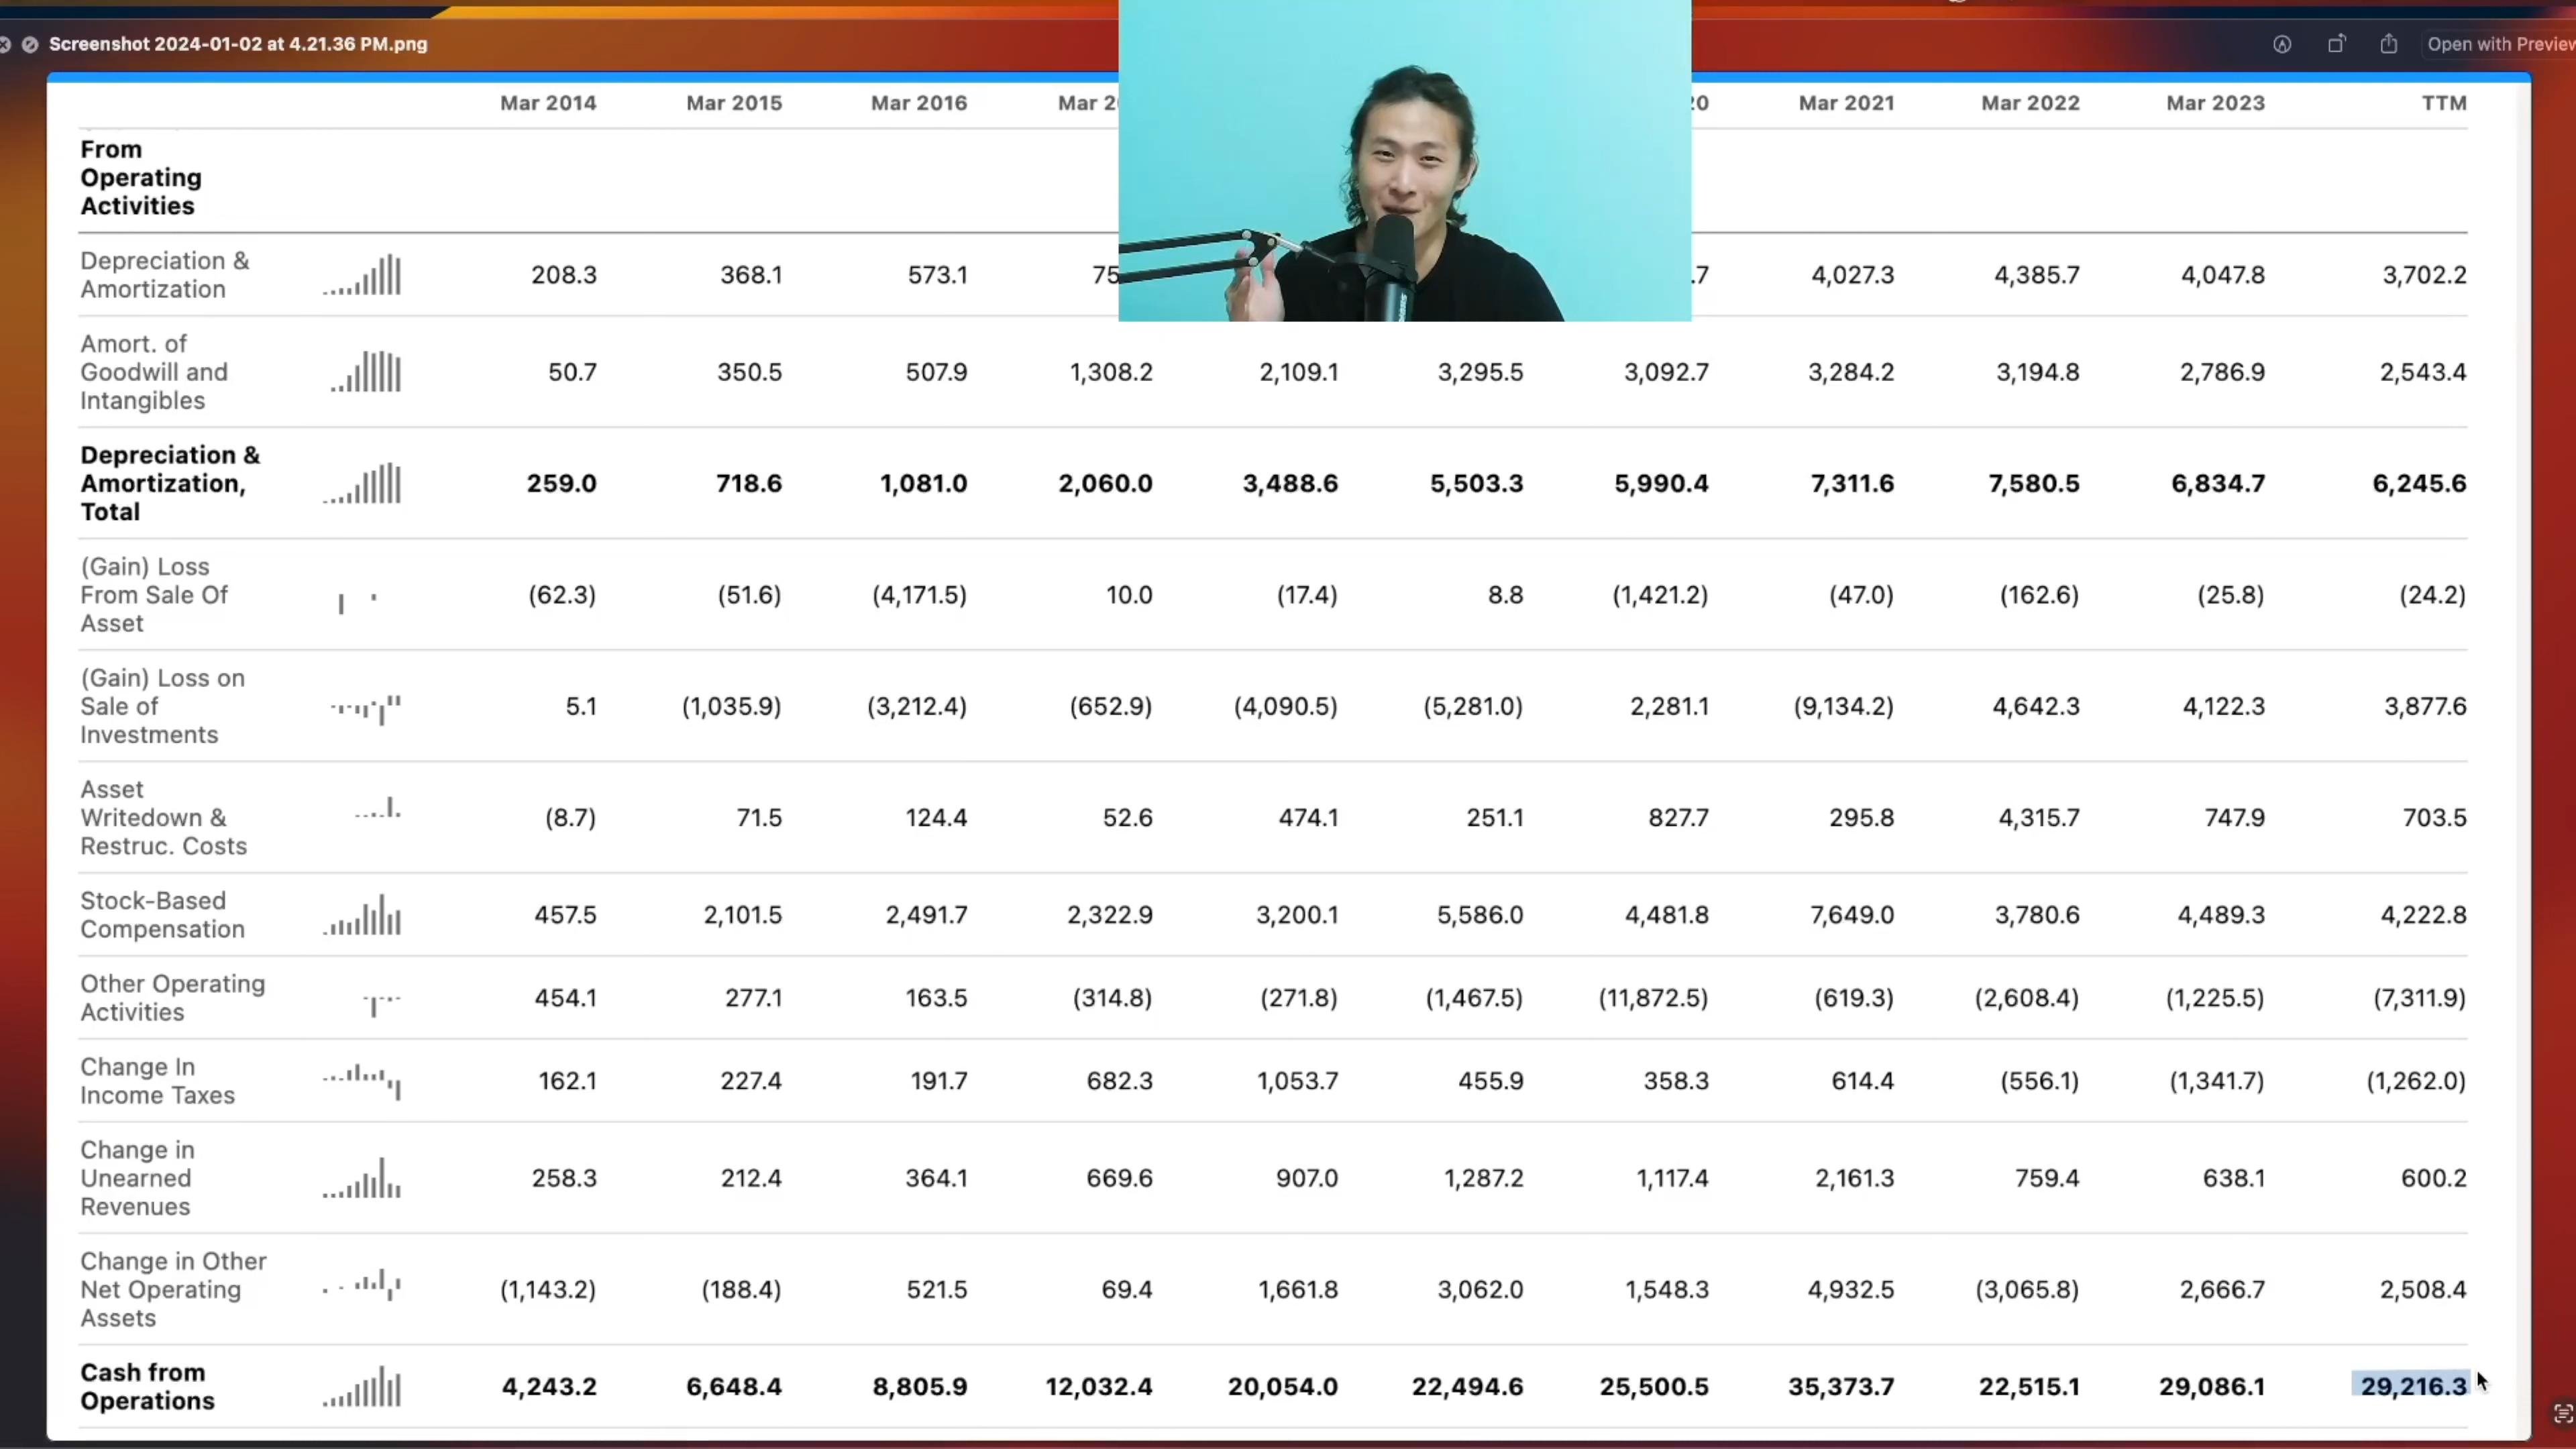 Screenshot 2024-01-02 at 4.21.36 PM.png
Open with Preview
Mar 2014 Mar 2015 Mar 2016 Mar 2 20 Mar 2021 Mar 2022 Mar 2023 TTM
From
Operating
Activities
Depreciation &
Amortization
208.3 368.1 573.1 75 .7 4,027.3 4,385.7 4,047.8 3,702.2
Amort. of
Goodwill and
Intangibles
50.7 350.5 507.9 1,308.2 2,109.1 3,295.5 3,092.7 3,284.2 3,194.8 2,786.9 2,543.4
Depreciation &
Amortization,
Total
259.0 718.6 1,081.0 2,060.0 3,488.6 5,503.3 5,990.4 7,311.6 7,580.5 6,834.7 6,245.6
(Gain) Loss
From Sale Of
Asset
(62.3) (51.6) (4,171.5) 10.0 (17.4) 8.8 (1,421.2) (47.0) (162.6) (25.8) (24.2)
(Gain) Loss on
Sale of
Investments
5.1 (1,035.9) (3,212.4) (652.9) (4,090.5) (5,281.0) 2,281.1 (9,134.2) 4,642.3 4,122.3 3,877.6
Asset
Writedown &
Restruc. Costs
(8.7) 71.5 124.4 52.6 474.1 251.1 827.7 295.8 4,315.7 747.9 703.5
Stock-Based
Compensation
457.5 2,101.5 2,491.7 2,322.9 3,200.1 5,586.0 4,481.8 7,649.0 3,780.6 4,489.3 4,222.8
Other Operating
Activities
454.1 277.1 163.5 (314.8) (271.8) (1,467.5) (11,872.5) (619.3) (2,608.4) (1,225.5) (7,311.9)
Change In
Income Taxes
162.1 227.4 191.7 682.3 1,053.7 455.9 358.3 614.4 (556.1) (1,341.7) (1,262.0)
Change in
Unearned
Revenues
258.3 212.4 364.1 669.6 907.0 1,287.2 1,117.4 2,161.3 759.4 638.1 600.2
Change in Other
Net Operating
Assets
(1,143.2) (188.4) 521.5 69.4 1,661.8 3,062.0 1,548.3 4,932.5 (3,065.8) 2,666.7 2,508.4
Cash from
Operations
4,243.2 6,648.4 8,805.9 12,032.4 20,054.0 22,494.6 25,500.5 35,373.7 22,515.1 29,086.1 29,216.3